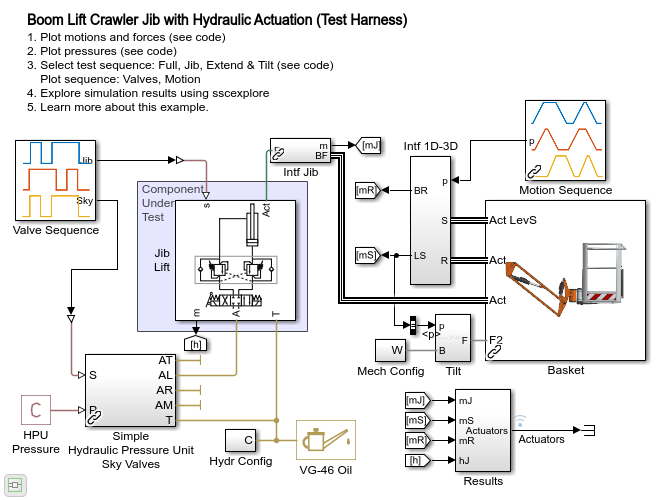 Boom Lift Crawler Jib with Hydraulic Actuation (Test Harness)
1. Plot motions and forces (see code)
2. Plot pressures (see code)
3. Select test sequence: Full, Jib, Extend & Tilt (see code)
Plot sequence: Valves, Motion
4. Explore simulation results using sscexplore
5. Learn more about this example.
Jib
Sky
Valve Sequence
m
BF
Intf Jib
[mJ]
Intf 1D-3D
p
BR
S
LS
R
[mR]
[mS]
p
Motion Sequence
Component
Under
Test
s
Act
Jib
Lift
m
A
T
[h]
Act LevS
Act
Act
F2
Basket
<p>
p
B
F
Tilt
W
Mech Config
S
P
AT
AL
AR
AM
T
Simple
Hydraulic Pressure Unit
Sky Valves
C
HPU
Pressure
C
Hydr Config
VG-46 Oil
[mJ]
[mS]
[mR]
[h]
mJ
mS
mR
hJ
Actuators
Results
Actuators